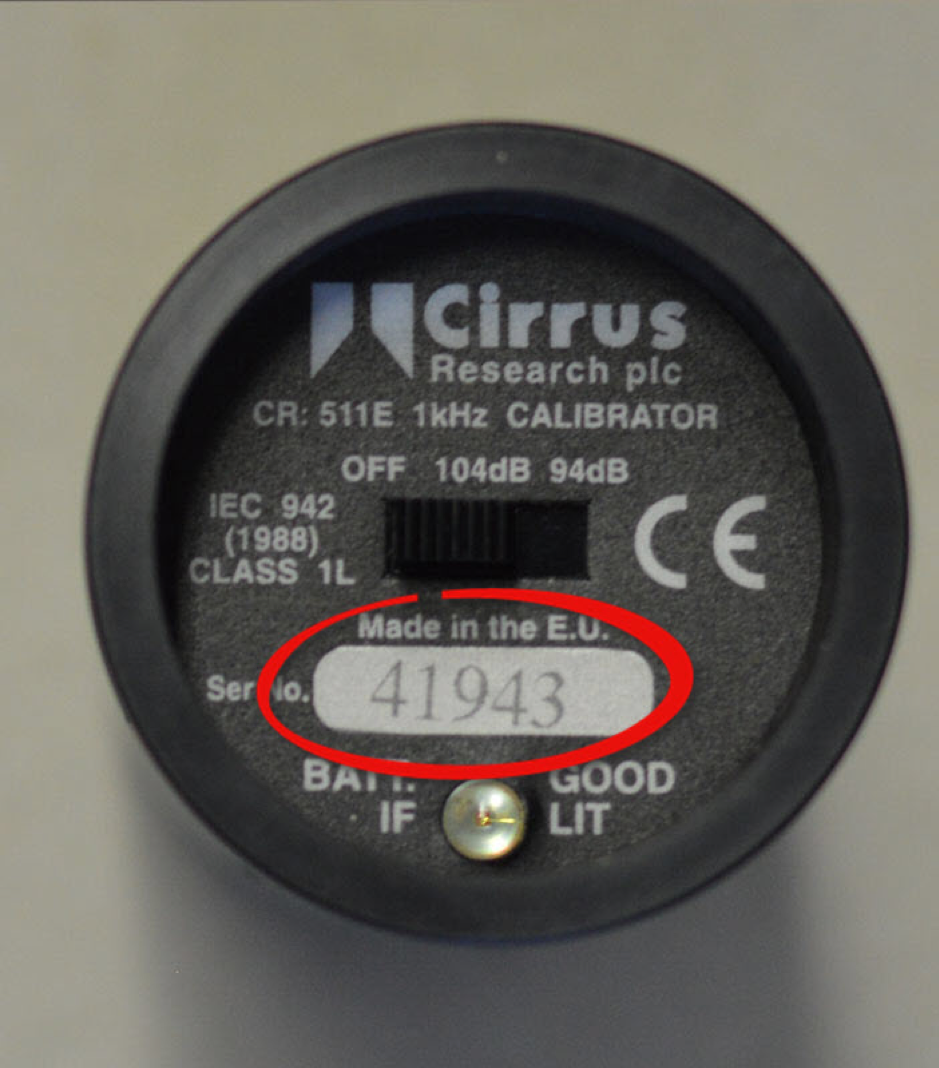 Cirrus
Research plc
CR: 511E 1kHz CALIBRATOR
OFF 104dB 94dB
IEC 942
(1988)
CLASS 1L
CE
Made in the E.U.
Ser No. 41943
BATT. GOOD
IF LIT